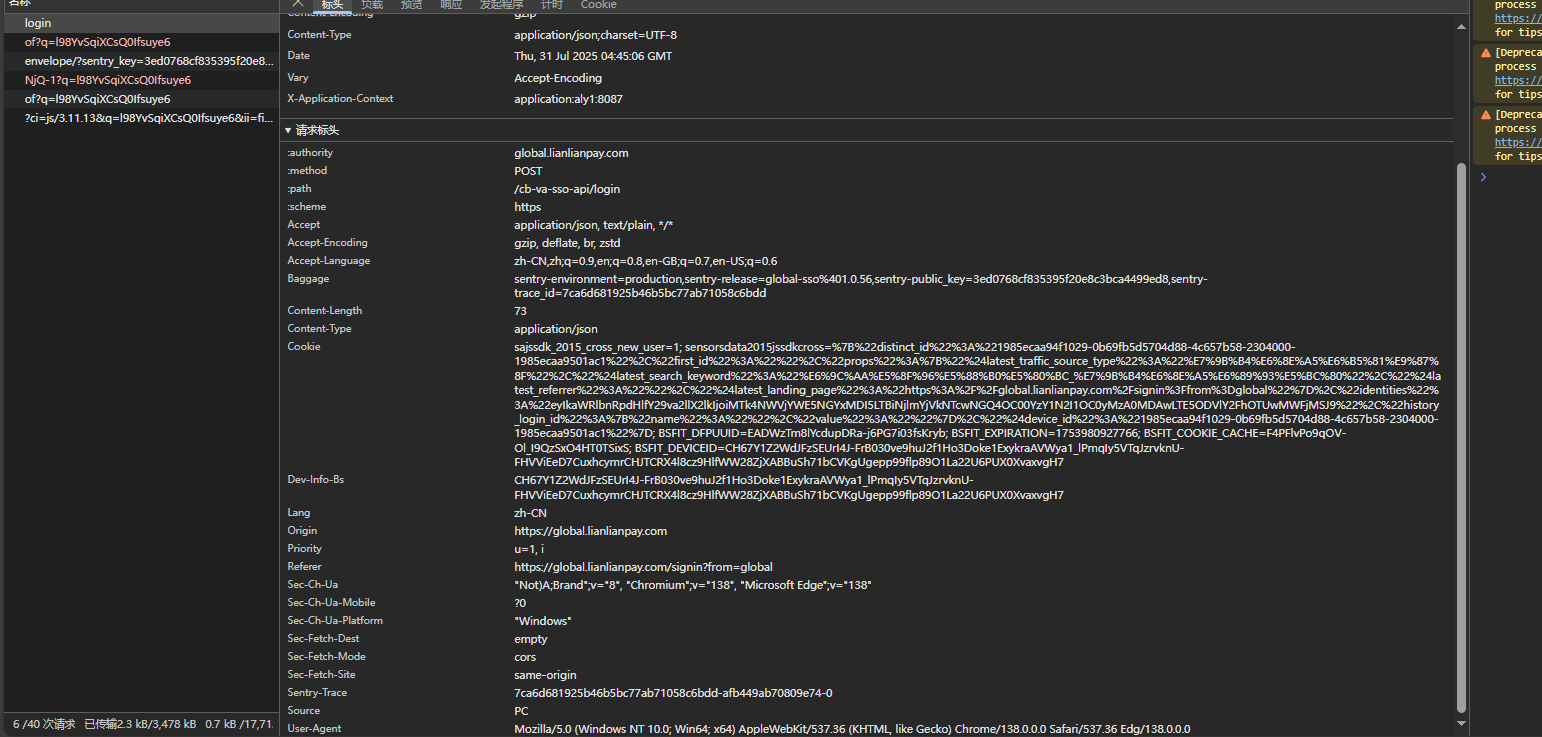 名称
login
of?q=l98YvSqiXCsQ0Ifsuye6
envelope/?sentry_key=3ed0768cf835395f20e8...
NjQ-1?q=l98YvSqiXCsQ0Ifsuye6
of?q=l98YvSqiXCsQ0Ifsuye6
?ci=js/3.11.13&q=l98YvSqiXCsQ0Ifsuye6&ii=fi...
6 /40 次请求 已传输2.3 kB/3,478 kB 0.7 kB /17,71
标头 负载 预览 响应 发起程序 计时 Cookie
Content-Encoding gzip
Content-Type application/json;charset=UTF-8
Date Thu, 31 Jul 2025 04:45:06 GMT
Vary Accept-Encoding
X-Application-Context application:aly1:8087
▼ 请求标头
:authority global.lianlianpay.com
:method POST
:path /cb-va-sso-api/login
:scheme https
Accept application/json, text/plain, */*
Accept-Encoding gzip, deflate, br, zstd
Accept-Language zh-CN,zh;q=0.9,en;q=0.8,en-GB;q=0.7,en-US;q=0.6
Baggage sentry-environment=production,sentry-release=global-sso%401.0.56,sentry-public_key=3ed0768cf835395f20e8c3bca4499ed8,sentry-
trace_id=7ca6d681925b46b5bc77ab71058c6bdd
Content-Length 73
Content-Type application/json
Cookie sajssdk_2015_cross_new_user=1; sensorsdata2015jssdkcross=%7B%22distinct_id%22%3A%221985ecaa94f1029-0b69fb5d5704d88-4c657b58-2304000-
1985ecaa9501ac1%22%2C%22first_id%22%3A%22%22%2C%22props%22%3A%7B%22%24latest_traffic_source_type%22%3A%22%E7%9B%B4%E6%8E%A5%E6%B5%81%E9%87%
8F%22%2C%22%24latest_search_keyword%22%3A%22%E6%9C%AA%E5%8F%96%E5%88%B0%E5%80%BC_%E7%9B%B4%E6%8E%A5%E6%89%93%E5%BC%80%22%2C%22%24la
test_referrer%22%3A%22%22%2C%22%24latest_landing_page%22%3A%22https%3A%2F%2Fglobal.lianlianpay.com%2Fsignin%3Ffrom%3Dglobal%22%7D%2C%22identities%22%
3A%22eyIkaWRlbnRpdHlfY29va2llX2lkIjoiMTk4NWVjYWE5NGYxMDI5LTBiNjlmYjVkNTcwNGQ4OC00YzY1N2I1OC0yMzA0MDAwLTE5ODVlY2FhOTUwMWFjMSJ9%22%2C%22history
_login_id%22%3A%7B%22name%22%3A%22%22%2C%22value%22%3A%22%22%7D%2C%22%24device_id%22%3A%221985ecaa94f1029-0b69fb5d5704d88-4c657b58-2304000-
1985ecaa9501ac1%22%7D; BSFIT_DFPUUID=EADWzTm8lYcdupDRa-j6PG7i03fsKryb; BSFIT_EXPIRATION=1753980927766; BSFIT_COOKIE_CACHE=F4PFlvPo9qOV-
Ol_I9QzSxO4HT0TSixS; BSFIT_DEVICEID=CH67Y1Z2WdJFzSEUrI4J-FrB030ve9huJ2f1Ho3Doke1ExykraAVWya1_lPmqIy5VTqJzrvknU-
FHVViEeD7CuxhcymrCHJTCRX4l8cz9HlfWW28ZjXABBuSh71bCVKgUgepp99flp89O1La22U6PUX0XvaxvgH7
Dev-Info-Bs CH67Y1Z2WdJFzSEUrI4J-FrB030ve9huJ2f1Ho3Doke1ExykraAVWya1_lPmqIy5VTqJzrvknU-
FHVViEeD7CuxhcymrCHJTCRX4l8cz9HlfWW28ZjXABBuSh71bCVKgUgepp99flp89O1La22U6PUX0XvaxvgH7
Lang zh-CN
Origin https://global.lianlianpay.com
Priority u=1, i
Referer https://global.lianlianpay.com/signin?from=global
Sec-Ch-Ua "Not)A;Brand";v="8", "Chromium";v="138", "Microsoft Edge";v="138"
Sec-Ch-Ua-Mobile ?0
Sec-Ch-Ua-Platform "Windows"
Sec-Fetch-Dest empty
Sec-Fetch-Mode cors
Sec-Fetch-Site same-origin
Sentry-Trace 7ca6d681925b46b5bc77ab71058c6bdd-afb449ab70809e74-0
Source PC
User-Agent Mozilla/5.0 (Windows NT 10.0; Win64; x64) AppleWebKit/537.36 (KHTML, like Gecko) Chrome/138.0.0.0 Safari/537.36 Edg/138.0.0.0
process
https://
for tips
[Depreca
process
https://
for tips
[Depreca
process
https://
for tips